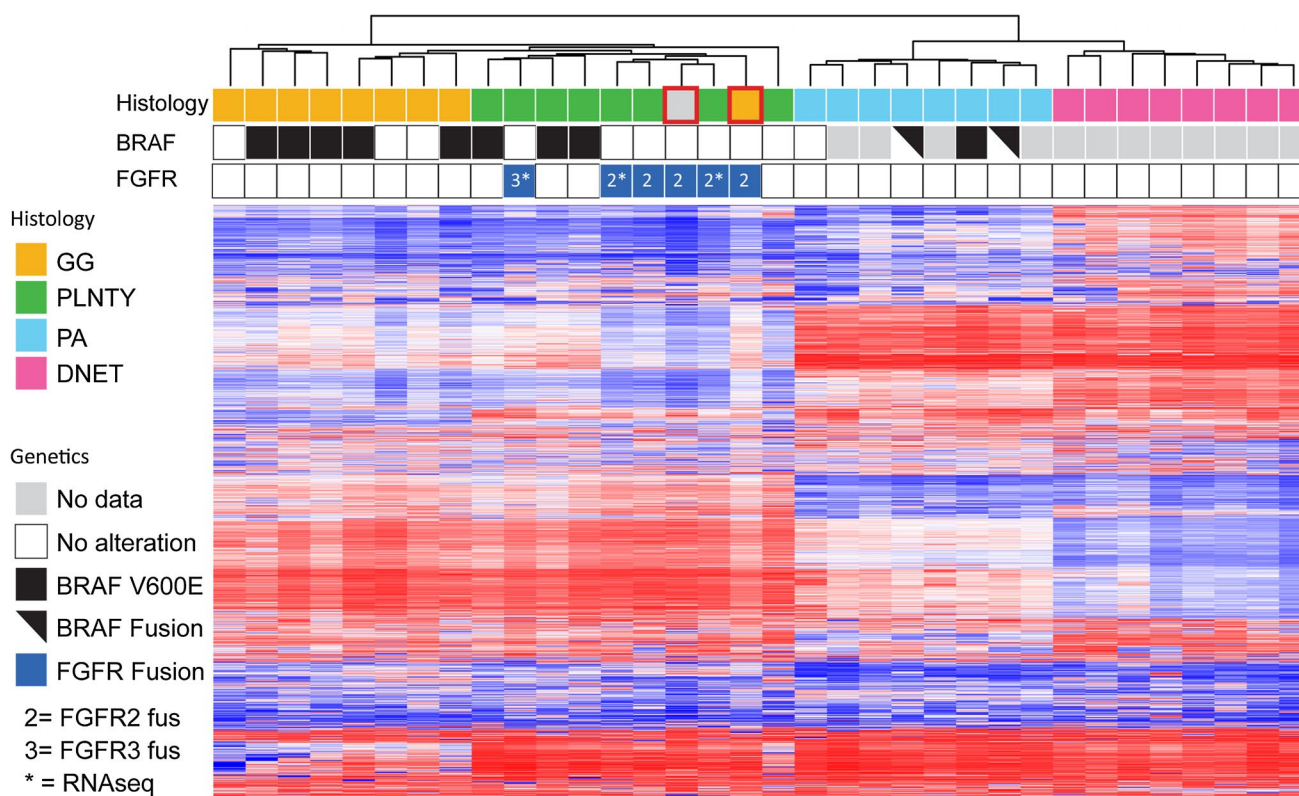 Histology
BRAF
FGFR
3* 2* 2 2 2* 2
Histology
GG
PLNTY
PA
DNET
Genetics
No data
No alteration
BRAF V600E
BRAF Fusion
FGFR Fusion
2= FGFR2 fus
3= FGFR3 fus
* = RNAseq